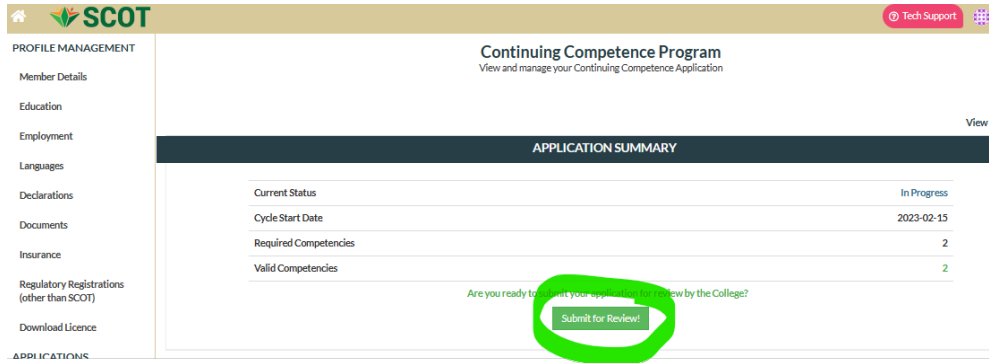 SCOT
Tech Support
PROFILE MANAGEMENT
Member Details
Education
Employment
Languages
Declarations
Documents
Insurance
Regulatory Registrations
(other than SCOT)
Download Licence
APPLICATIONS
Continuing Competence Program
View and manage your Continuing Competence Application
View
APPLICATION SUMMARY
Current Status In Progress
Cycle Start Date 2023-02-15
Required Competencies 2
Valid Competencies 2
Are you ready to submit your application for review by the College?
Submit for Review!